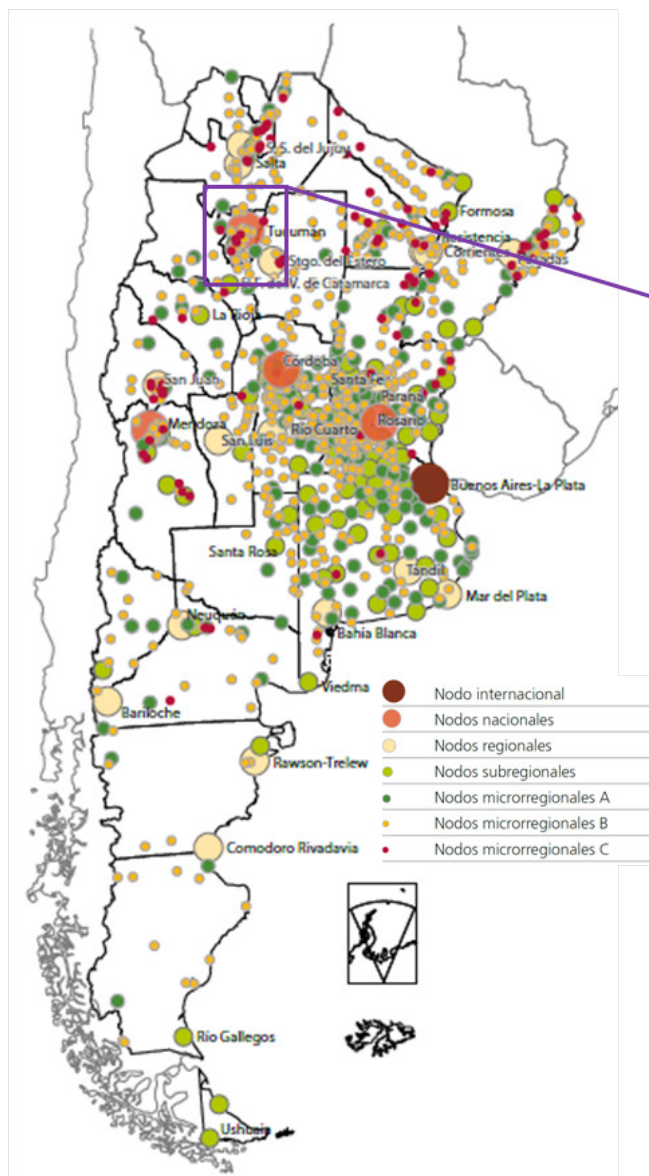 S.S. del Jujuy
Salta
Formosa
Tucumán
Resistencia
Corrientes
Posadas
Stgo. del Estero
S.F. del V. de Catamarca
La Rioja
Córdoba
Santa Fe
San Juan
Paraná
Mendoza
Rosario
San Luis
Río Cuarto
Buenos Aires-La Plata
Santa Rosa
Tandil
Mar del Plata
Neuquén
Bahía Blanca
Viedma
Bariloche
Rawson-Trelew
Comodoro Rivadavia
Río Gallegos
Ushuaia
Nodo internacional
Nodos nacionales
Nodos regionales
Nodos subregionales
Nodos microrregionales A
Nodos microrregionales B
Nodos microrregionales C